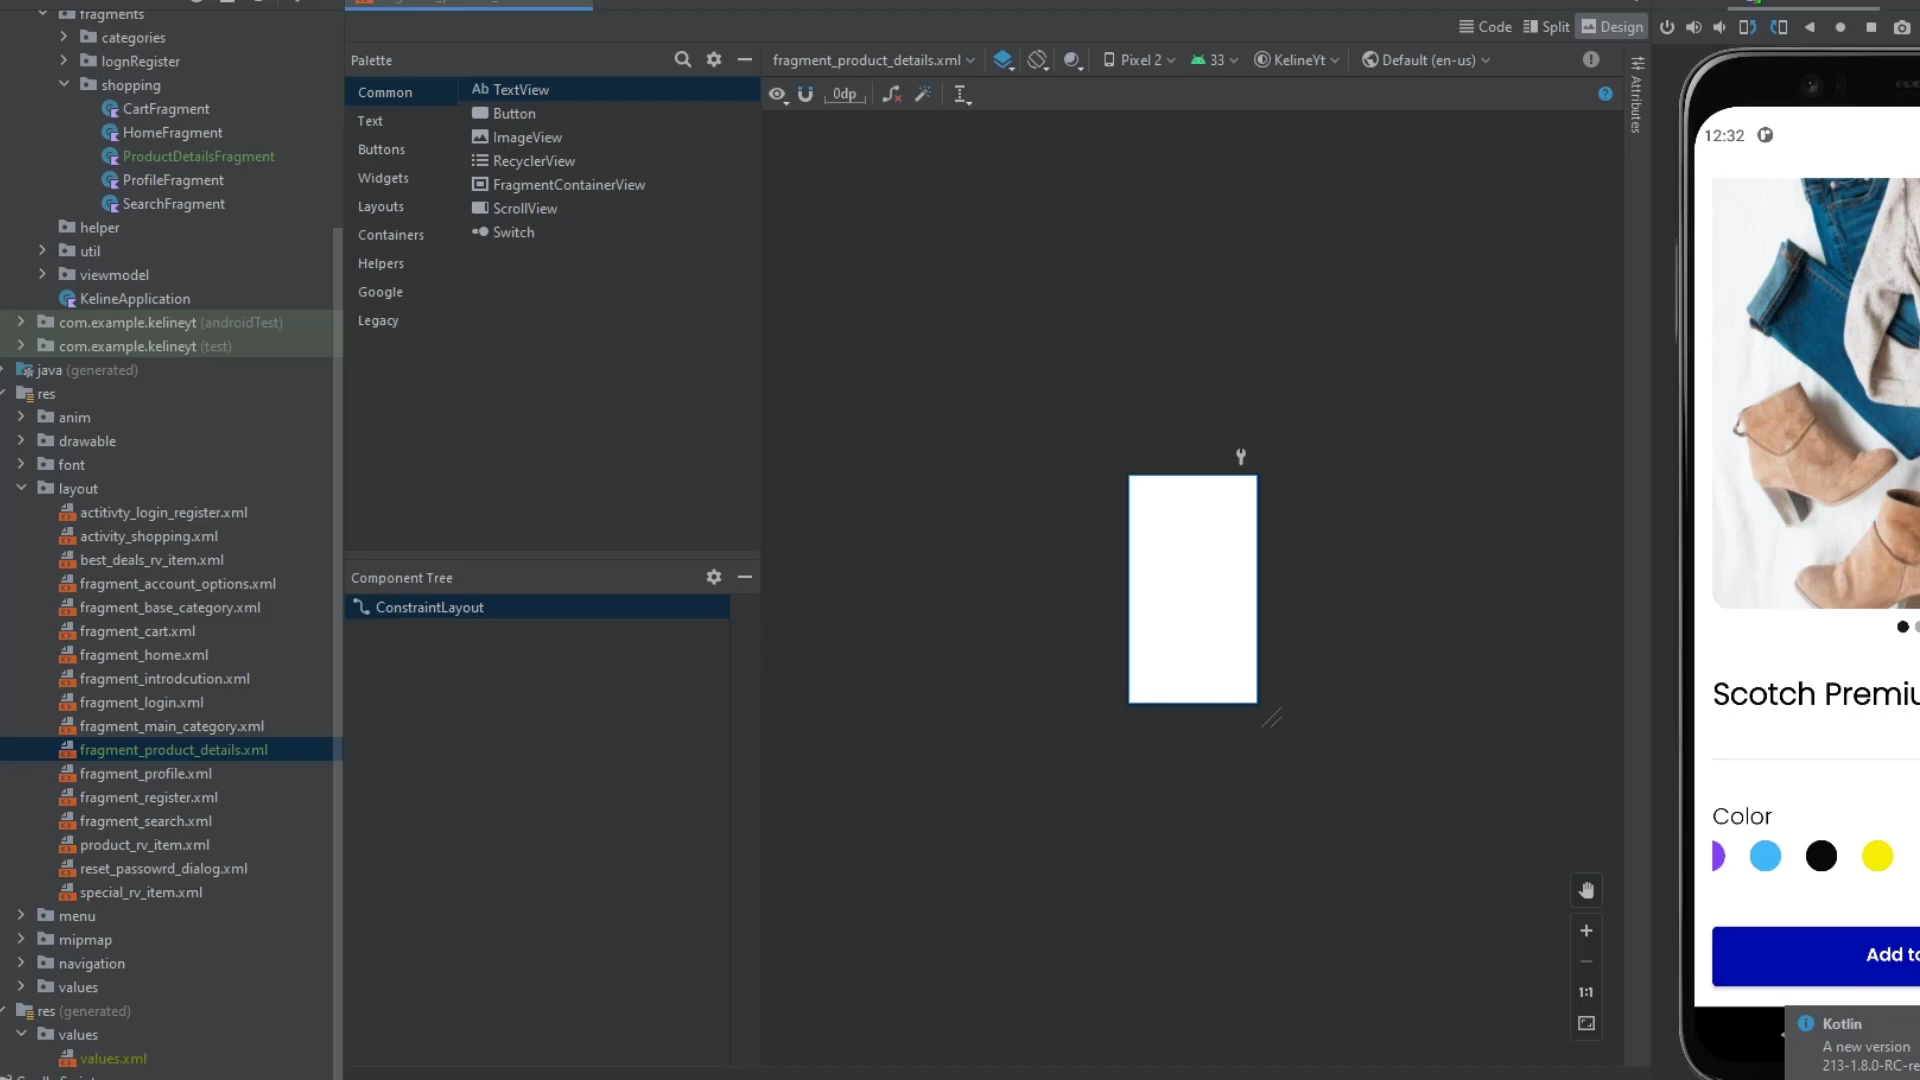 fragments
categories
lognRegister
shopping
CartFragment
HomeFragment
ProductDetailsFragment
ProfileFragment
SearchFragment
helper
util
viewmodel
KelineApplication
com.example.kelineyt (androidTest)
com.example.kelineyt (test)
java (generated)
res
anim
drawable
font
layout
actitivty_login_register.xml
activity_shopping.xml
best_deals_rv_item.xml
fragment_account_options.xml
fragment_base_category.xml
fragment_cart.xml
fragment_home.xml
fragment_introdcution.xml
fragment_login.xml
fragment_main_category.xml
fragment_product_details.xml
fragment_profile.xml
fragment_register.xml
fragment_search.xml
product_rv_item.xml
reset_passowrd_dialog.xml
special_rv_item.xml
menu
mipmap
navigation
values
res (generated)
values
values.xml
Palette
Common
Text
Buttons
Widgets
Layouts
Containers
Helpers
Google
Legacy
Ab TextView
Button
ImageView
RecyclerView
FragmentContainerView
ScrollView
Switch
Component Tree
ConstraintLayout
Code Split Design
fragment_product_details.xml Pixel 2 33 KelineYt Default (en-us)
0dp
Attributes
1:1
12:32
Scotch Premiu
Color
Add to
Kotlin
A new version
213-1.8.0-RC-re